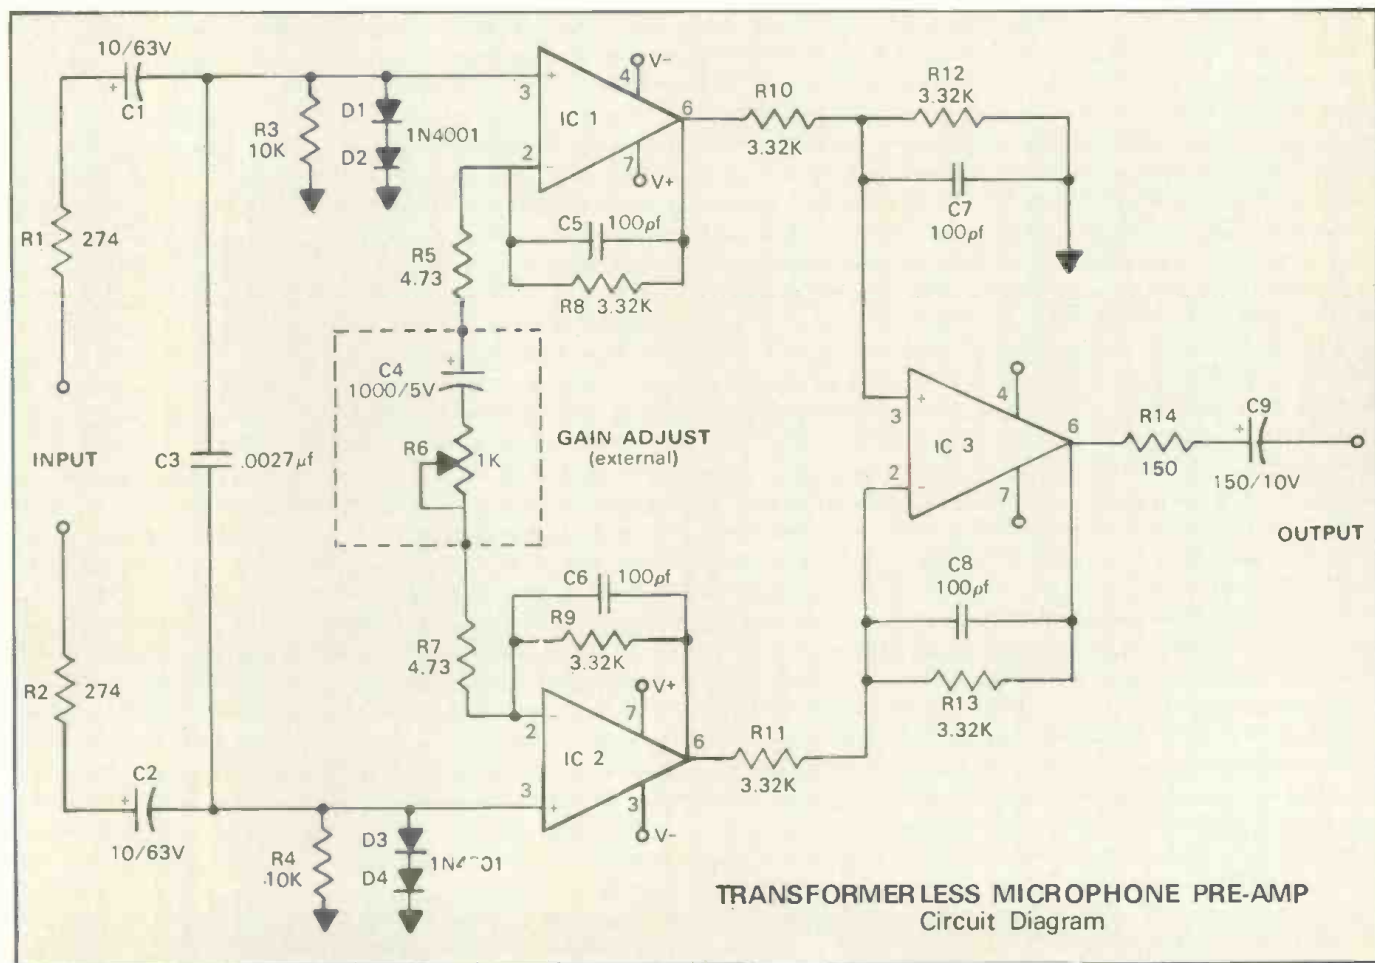 10/63V
+
C1
R1
274
R3
10K
D1
1N4001
D2
3
+
2
-
IC 1
4
V-
6
7
V+
R10
3.32K
R12
3.32K
C7
100pf
C5
100pf
R8
3.32K
R5
4.73
+
C4
1000/5V
R6
1K
GAIN ADJUST
(external)
INPUT
C3
.0027µf
R7
4.73
C6
100pf
R9
3.32K
3
+
2
-
IC 3
4
6
7
R14
150
+
C9
150/10V
OUTPUT
C8
100pf
R13
3.32K
R2
274
C2
+
10/63V
R4
10K
D3
D4
-
2
3
+
IC 2
V+
7
6
3
V-
R11
3.32K
TRANSFORMERLESS MICROPHONE PRE-AMP
Circuit Diagram